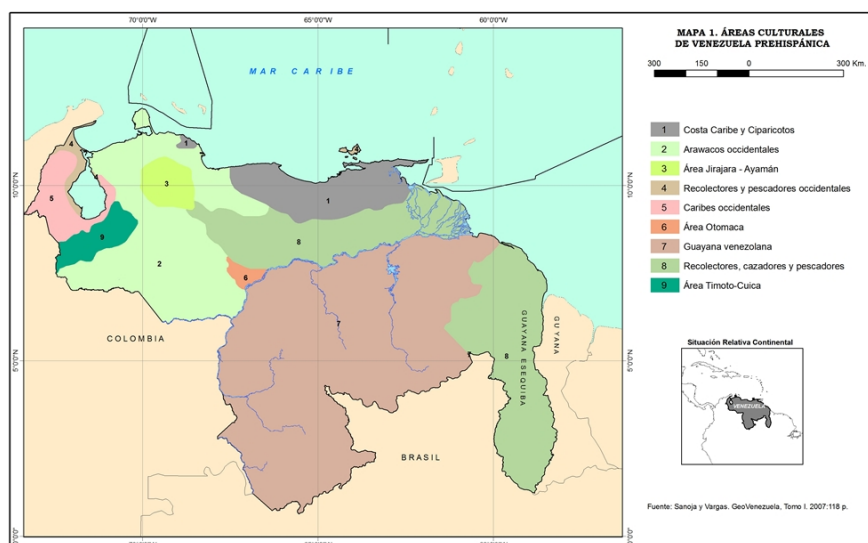 MAPA 1. ÁREAS CULTURALES
DE VENEZUELA PREHISPÁNICA
300 150 0 300 Km.
1 Costa Caribe y Ciparicotos
2 Arawacos occidentales
3 Área Jirajara - Ayamán
4 Recolectores y pescadores occidentales
5 Caribes occidentales
6 Área Otomaca
7 Guayana venezolana
8 Recolectores, cazadores y pescadores
9 Área Timoto-Cuica
Situación Relativa Continental
VENEZUELA
Fuente: Sanoja y Vargas. GeoVenezuela, Tomo I. 2007:118 p.
70°0'0"W 65°0'0"W 60°0'0"W
MAR CARIBE
10°0'0"N
5°0'0"N
10°0'0"N
5°0'0"N
COLOMBIA
BRASIL
GUAYANA ESEQUIBA
GUYANA
4
1
4
4
5
3
1
9
2
8
6
7
8